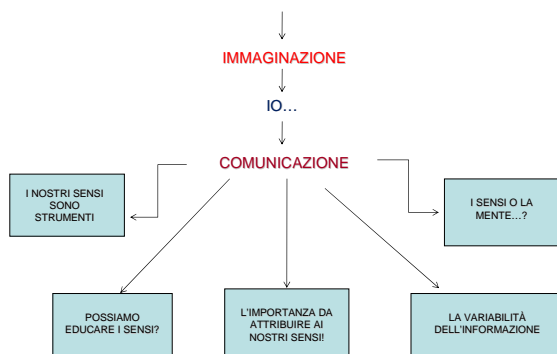 IMMAGINAZIONE
IO…
COMUNICAZIONE
I NOSTRI SENSI
SONO
STRUMENTI
I SENSI O LA
MENTE…?
POSSIAMO
EDUCARE I SENSI?
L'IMPORTANZA DA
ATTRIBUIRE AI
NOSTRI SENSI!
LA VARIABILITÀ
DELL'INFORMAZIONE